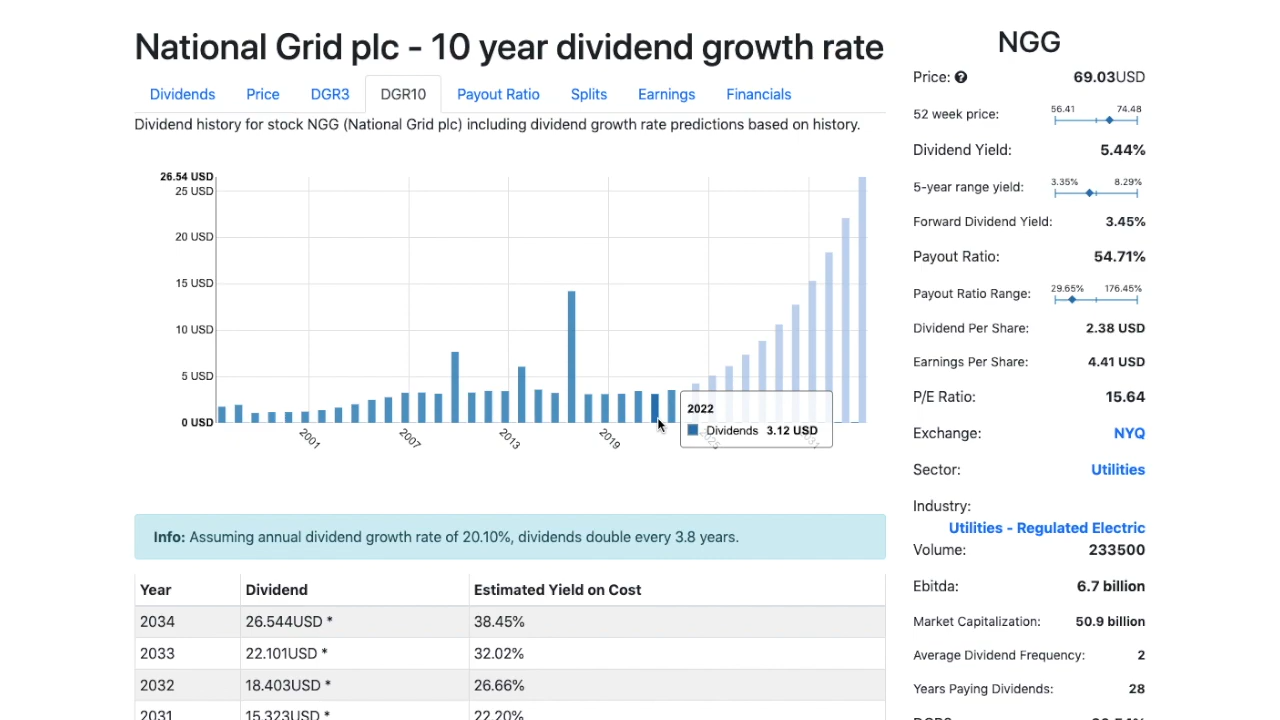 National Grid plc - 10 year dividend growth rate
Dividends Price DGR3 DGR10 Payout Ratio Splits Earnings Financials
Dividend history for stock NGG (National Grid plc) including dividend growth rate predictions based on history.
26.54 USD
25 USD
20 USD
15 USD
10 USD
5 USD
0 USD
2001 2007 2013 2019 2025 2031
2022
Dividends 3.12 USD
Info: Assuming annual dividend growth rate of 20.10%, dividends double every 3.8 years.
Year Dividend Estimated Yield on Cost
2034 26.544USD * 38.45%
2033 22.101USD * 32.02%
2032 18.403USD * 26.66%
2031 15.323USD * 22.20%
NGG
Price: ? 69.03USD
56.41 74.48
52 week price:
Dividend Yield: 5.44%
3.35% 8.29%
5-year range yield:
Forward Dividend Yield: 3.45%
Payout Ratio: 54.71%
29.65% 176.45%
Payout Ratio Range:
Dividend Per Share: 2.38 USD
Earnings Per Share: 4.41 USD
P/E Ratio: 15.64
Exchange: NYQ
Sector: Utilities
Industry:
Utilities - Regulated Electric
Volume: 233500
Ebitda: 6.7 billion
Market Capitalization: 50.9 billion
Average Dividend Frequency: 2
Years Paying Dividends: 28